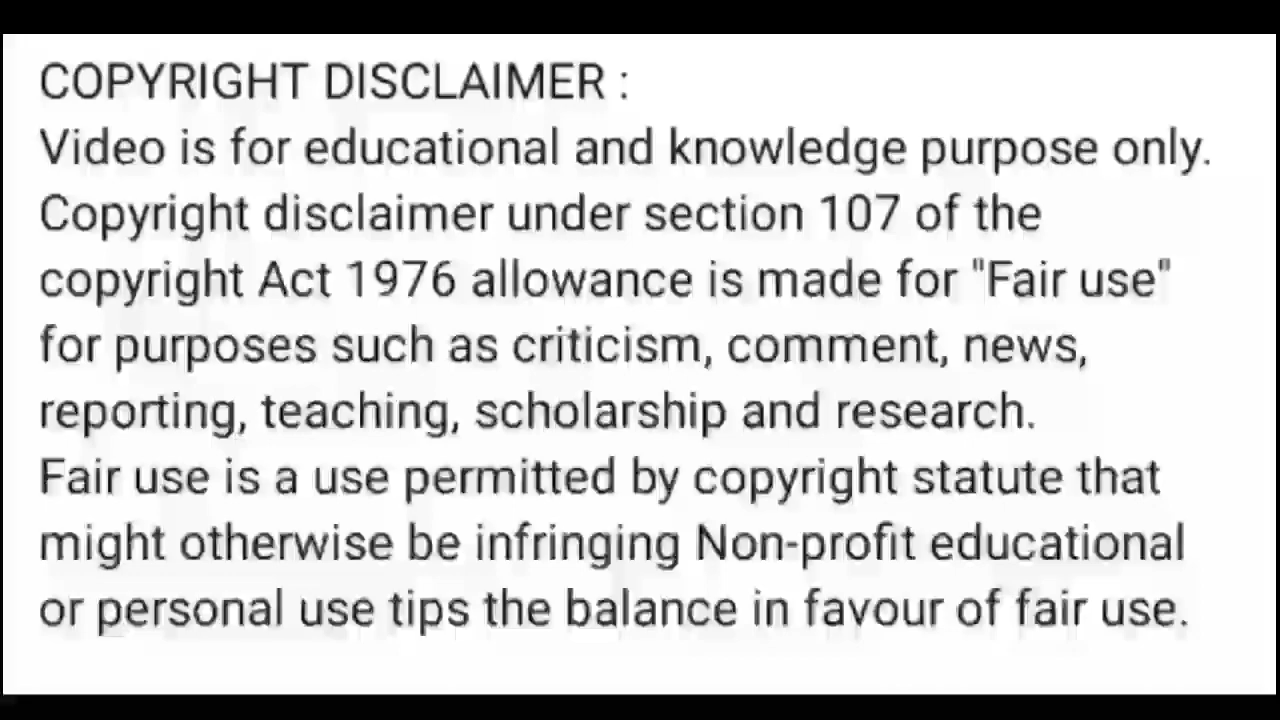 COPYRIGHT DISCLAIMER :
Video is for educational and knowledge purpose only.
Copyright disclaimer under section 107 of the
copyright Act 1976 allowance is made for "Fair use"
for purposes such as criticism, comment, news,
reporting, teaching, scholarship and research.
Fair use is a use permitted by copyright statute that
might otherwise be infringing Non-profit educational
or personal use tips the balance in favour of fair use.